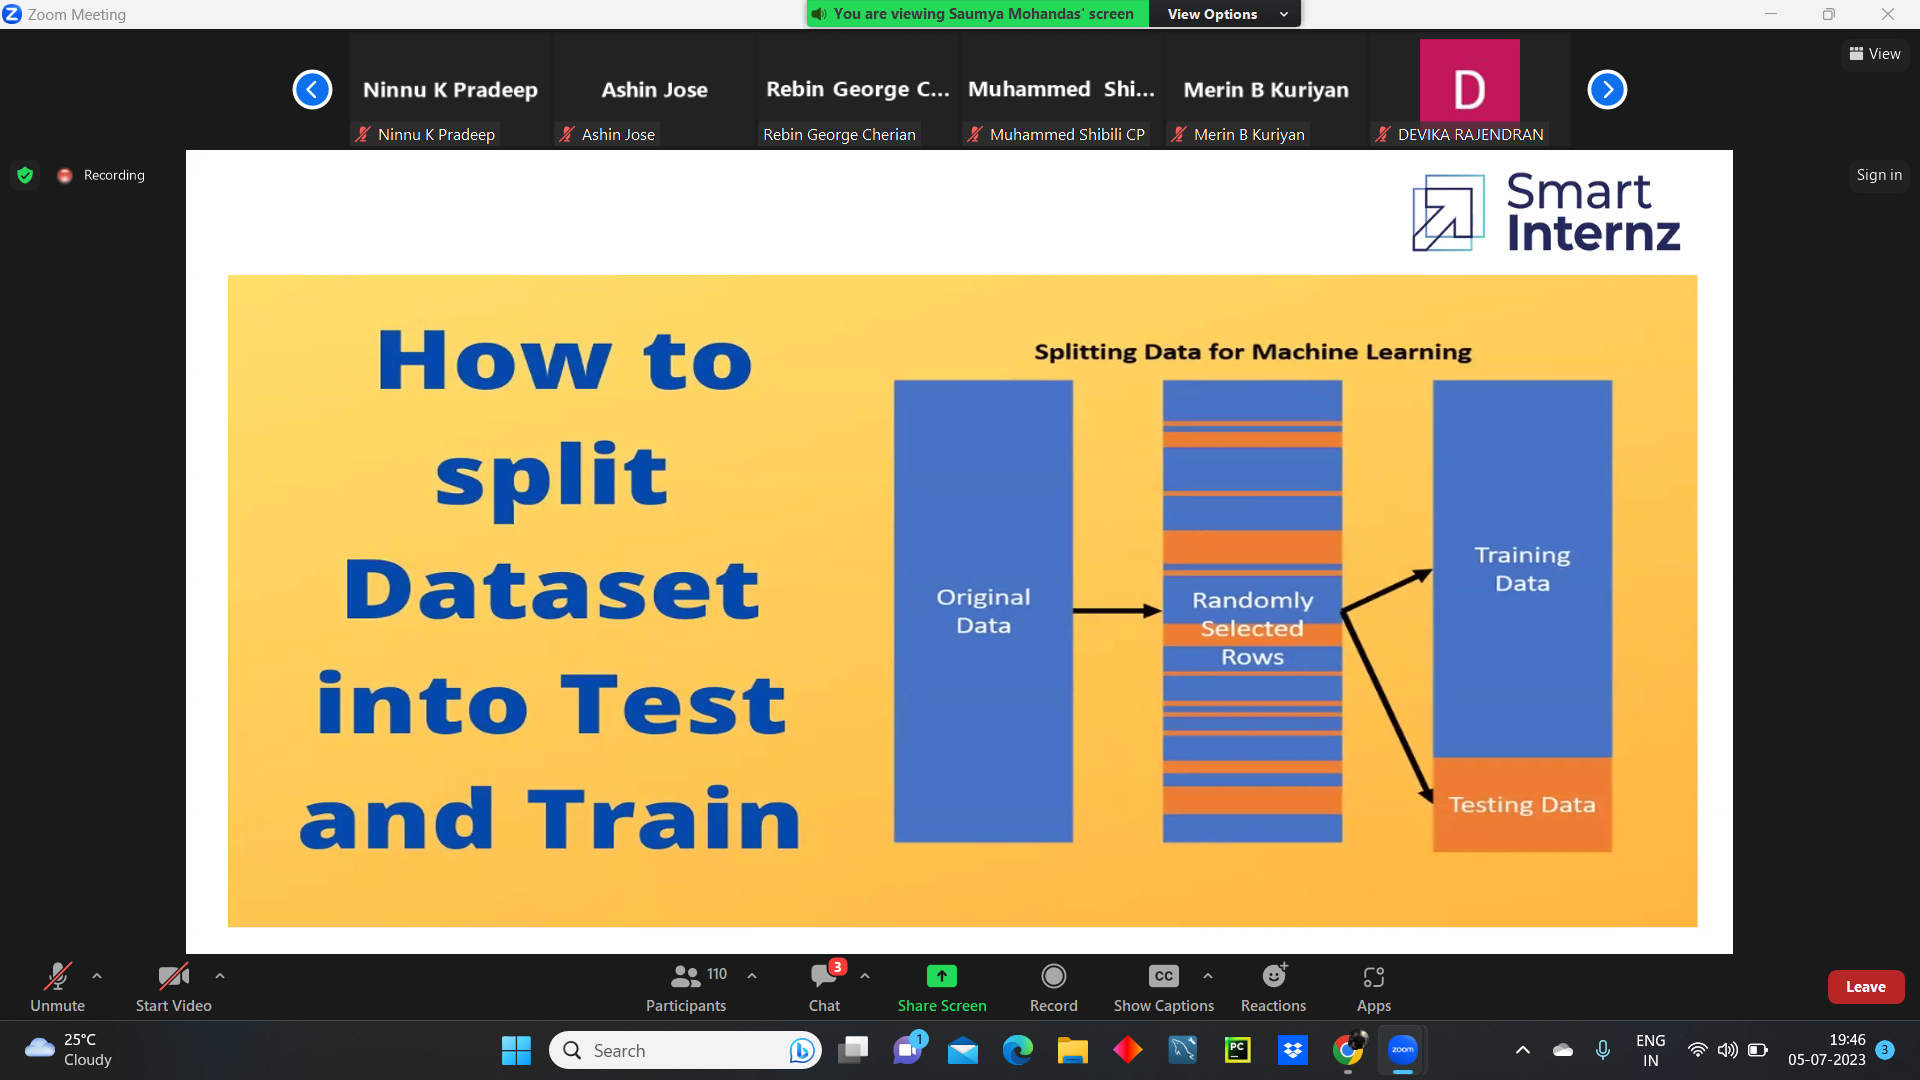 Zoom Meeting
You are viewing Saumya Mohandas' screen
View Options
View
Ninnu K Pradeep
Ashin Jose
Rebin George C...
Muhammed Shi...
Merin B Kuriyan
D
Ninnu K Pradeep
Ashin Jose
Rebin George Cherian
Muhammed Shibili CP
Merin B Kuriyan
DEVIKA RAJENDRAN
Recording
Sign in
Smart
Internz
How to
split
Dataset
into Test
and Train
Splitting Data for Machine Learning
Original
Data
Randomly
Selected
Rows
Training
Data
Testing Data
Unmute
Start Video
110
Participants
3
Chat
Share Screen
Record
CC
Show Captions
Reactions
Apps
Leave
25°C
Cloudy
Search
1
PC
zoom
ENG
IN
19:46
05-07-2023
3